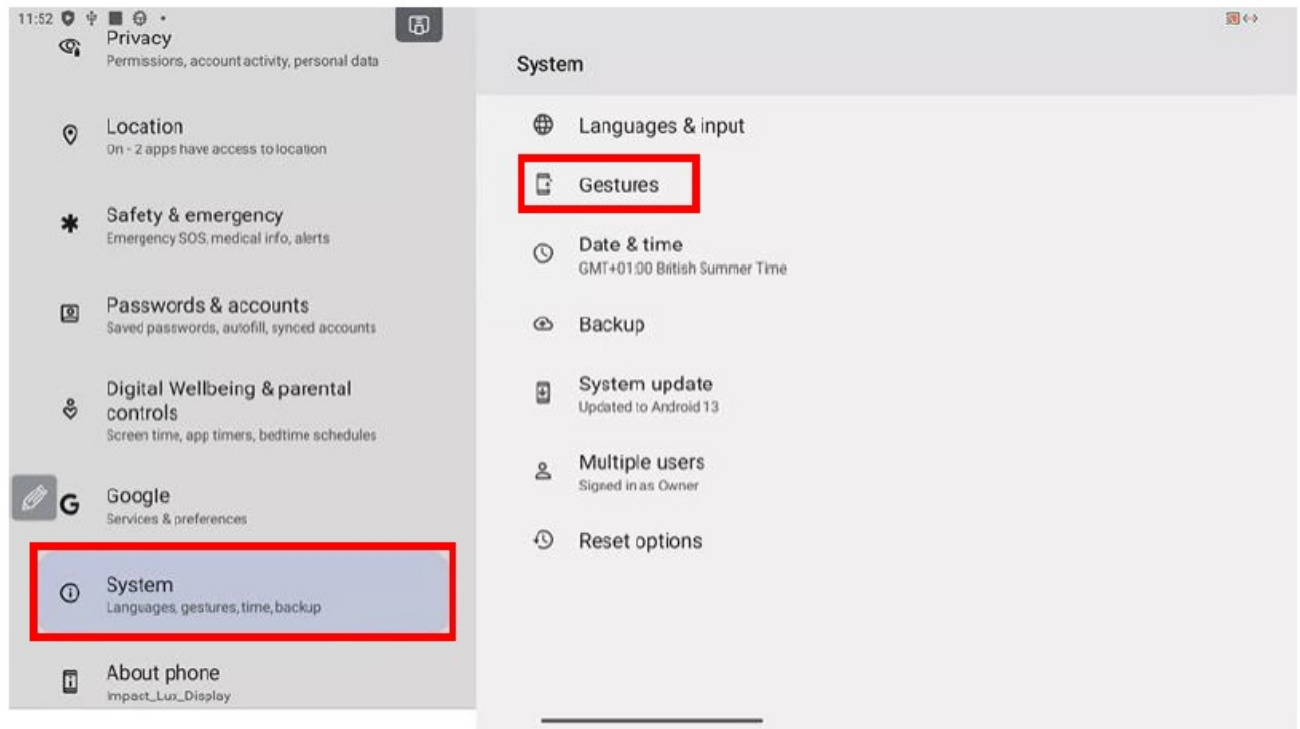 11:52
Privacy
Permissions, account activity, personal data
Location
On - 2 apps have access to location
Safety & emergency
Emergency SOS, medical info, alerts
Passwords & accounts
Saved passwords, autofill, synced accounts
Digital Wellbeing & parental
controls
Screen time, app timers, bedtime schedules
G
Google
Services & preferences
System
Languages, gestures, time, backup
About phone
Impact_Lux_Display
System
Languages & input
Gestures
Date & time
GMT+01:00 British Summer Time
Backup
System update
Updated to Android 13
Multiple users
Signed in as Owner
Reset options